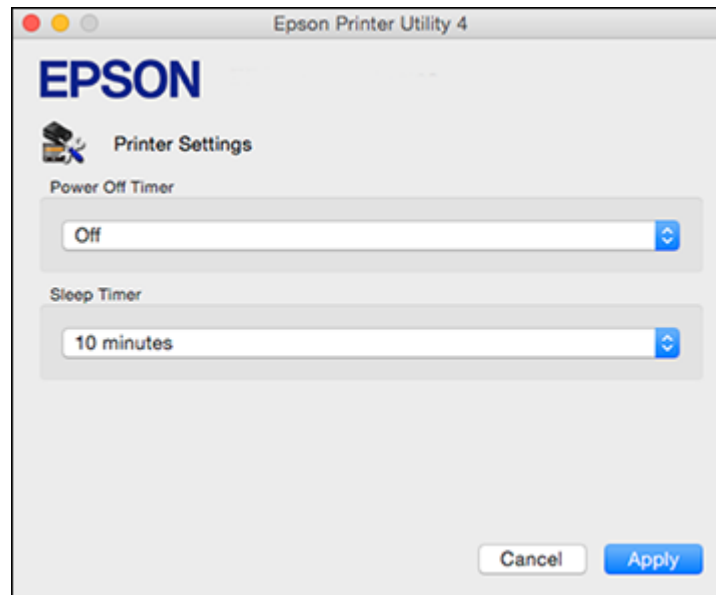 Epson Printer Utility 4
EPSON
Printer Settings
Power Off Timer
Off
Sleep Timer
10 minutes
Cancel Apply